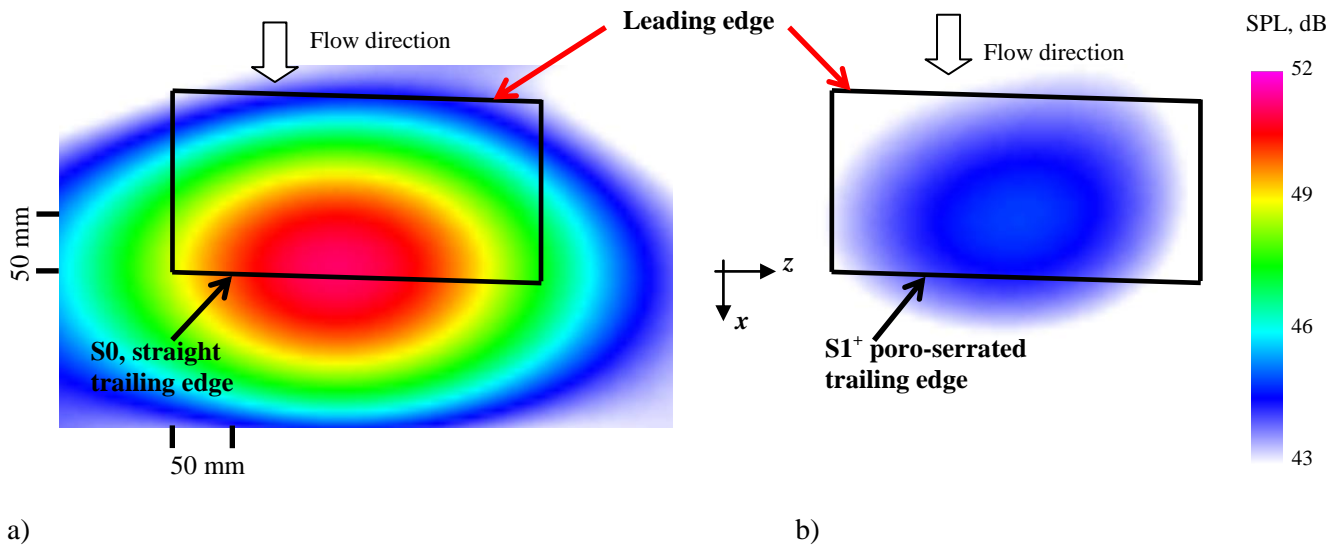 Flow direction
Leading edge
Flow direction
SPL, dB
52
49
46
43
50 mm
z
x
S0, straight
trailing edge
S1⁺ poro-serrated
trailing edge
50 mm
a)
b)